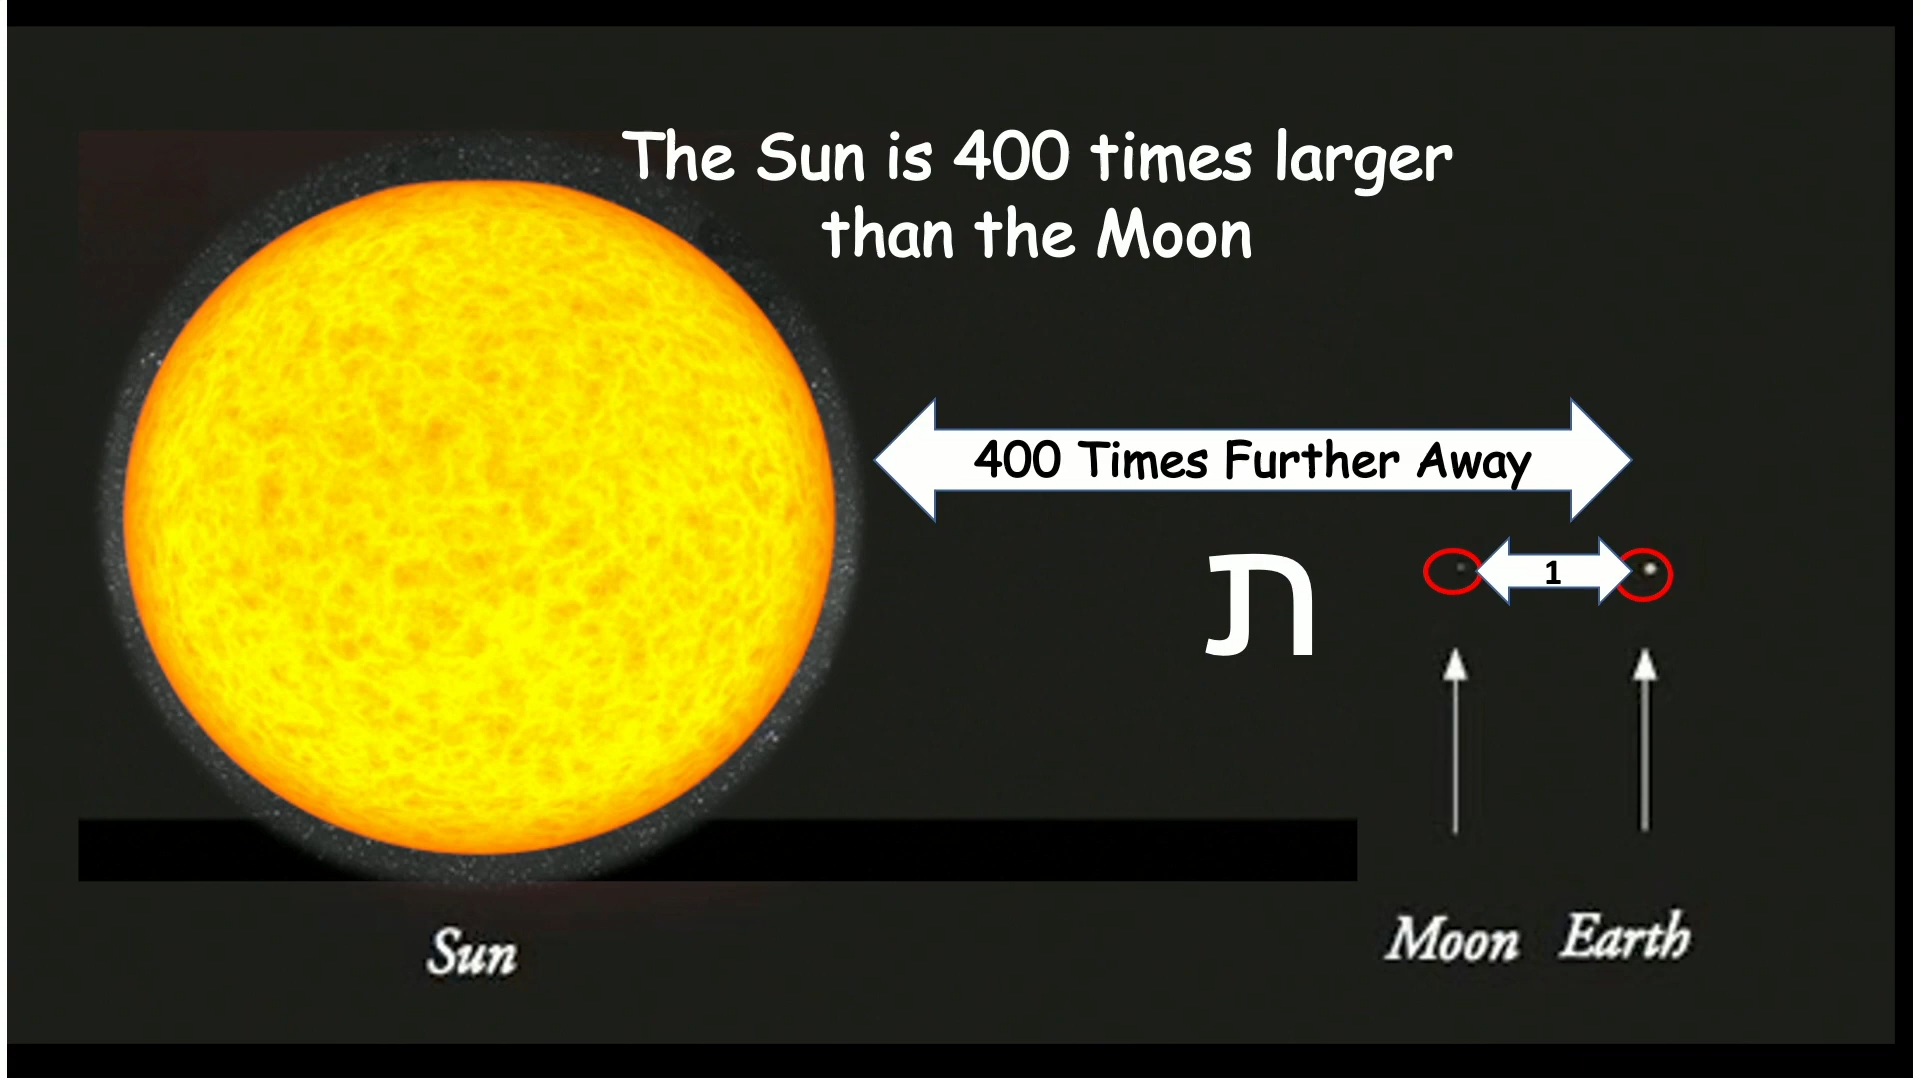 The Sun is 400 times larger
than the Moon
400 Times Further Away
ת
1
Sun
Moon
Earth